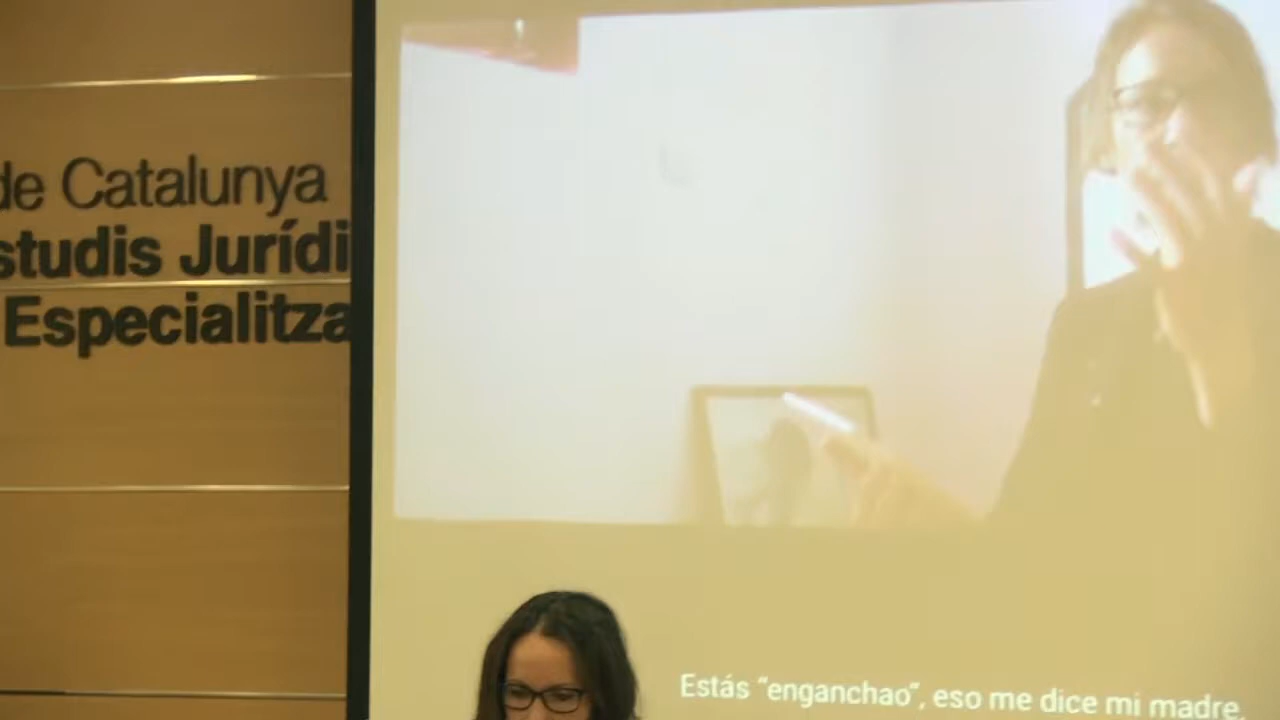 de Catalunya
studis Jurídi
Especialitza
Estás “enganchao”, eso me dice mi madre.